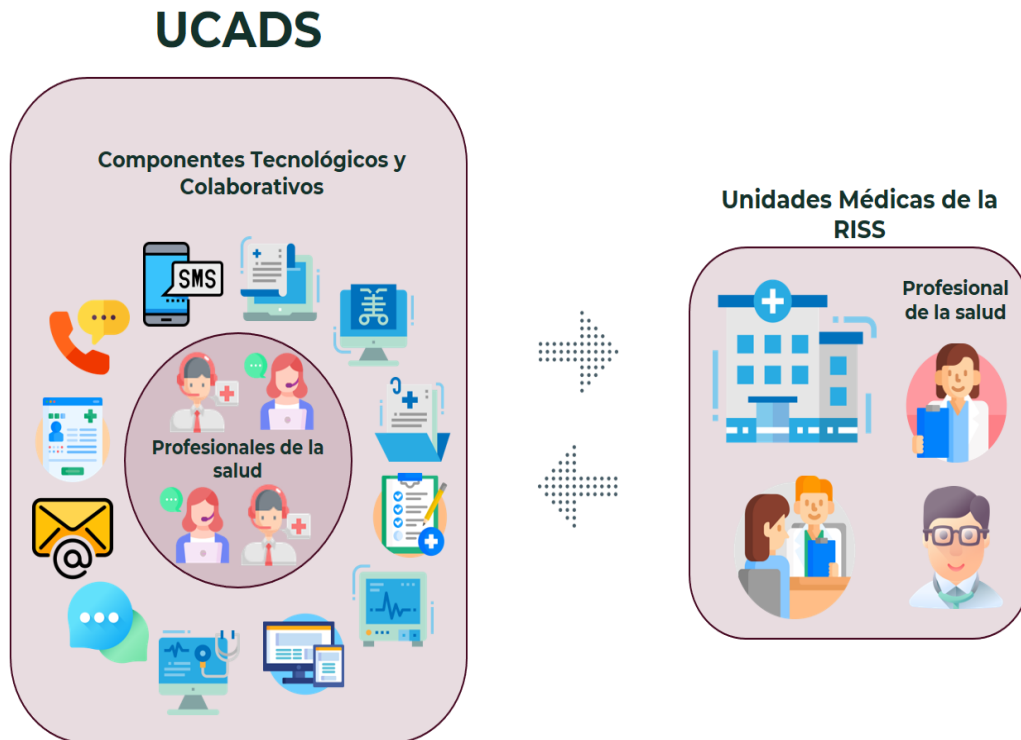 UCADS
Componentes Tecnológicos y
Colaborativos
SMS
Profesionales de la
salud
@
Unidades Médicas de la
RISS
Profesional
de la salud